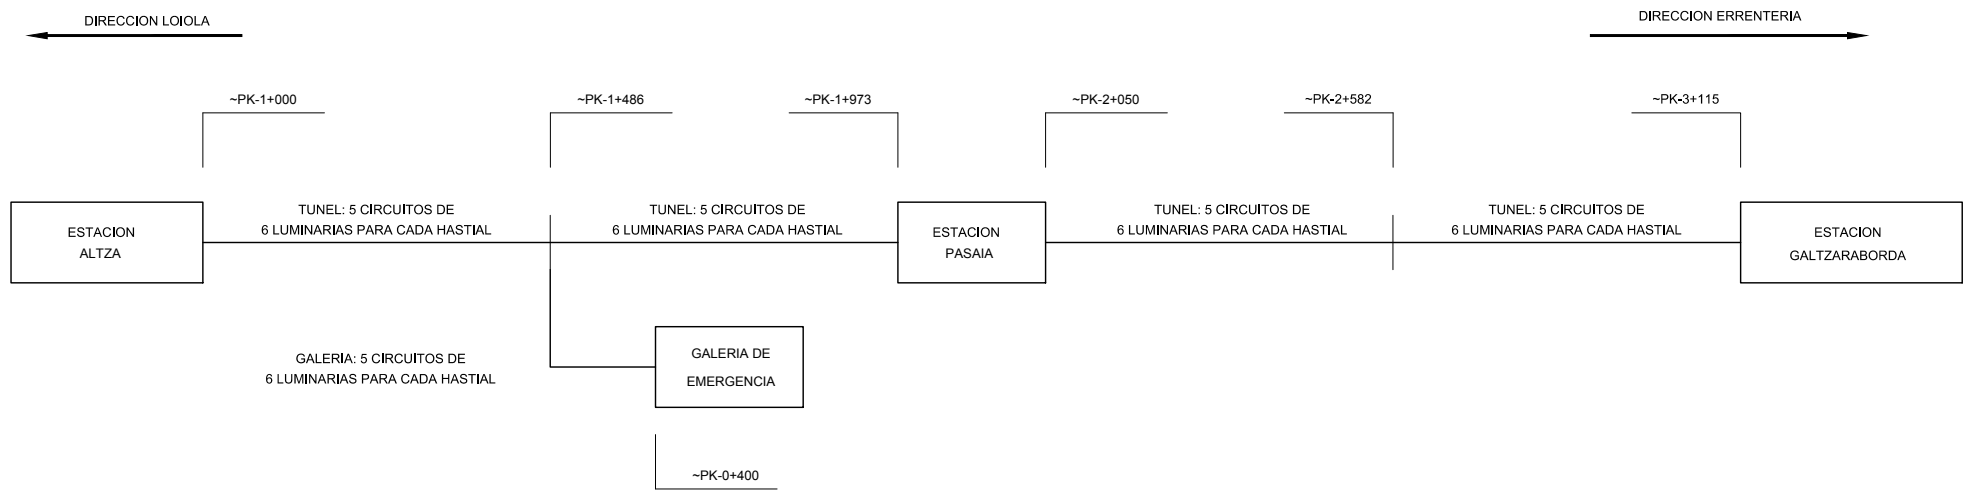 DIRECCION LOIOLA
DIRECCION ERRENTERIA
~PK-1+000
~PK-1+486
~PK-1+973
~PK-2+050
~PK-2+582
~PK-3+115
ESTACION
ALTZA
TUNEL: 5 CIRCUITOS DE
6 LUMINARIAS PARA CADA HASTIAL
TUNEL: 5 CIRCUITOS DE
6 LUMINARIAS PARA CADA HASTIAL
ESTACION
PASAIA
TUNEL: 5 CIRCUITOS DE
6 LUMINARIAS PARA CADA HASTIAL
TUNEL: 5 CIRCUITOS DE
6 LUMINARIAS PARA CADA HASTIAL
ESTACION
GALTZARABORDA
GALERIA: 5 CIRCUITOS DE
6 LUMINARIAS PARA CADA HASTIAL
GALERIA DE
EMERGENCIA
~PK-0+400